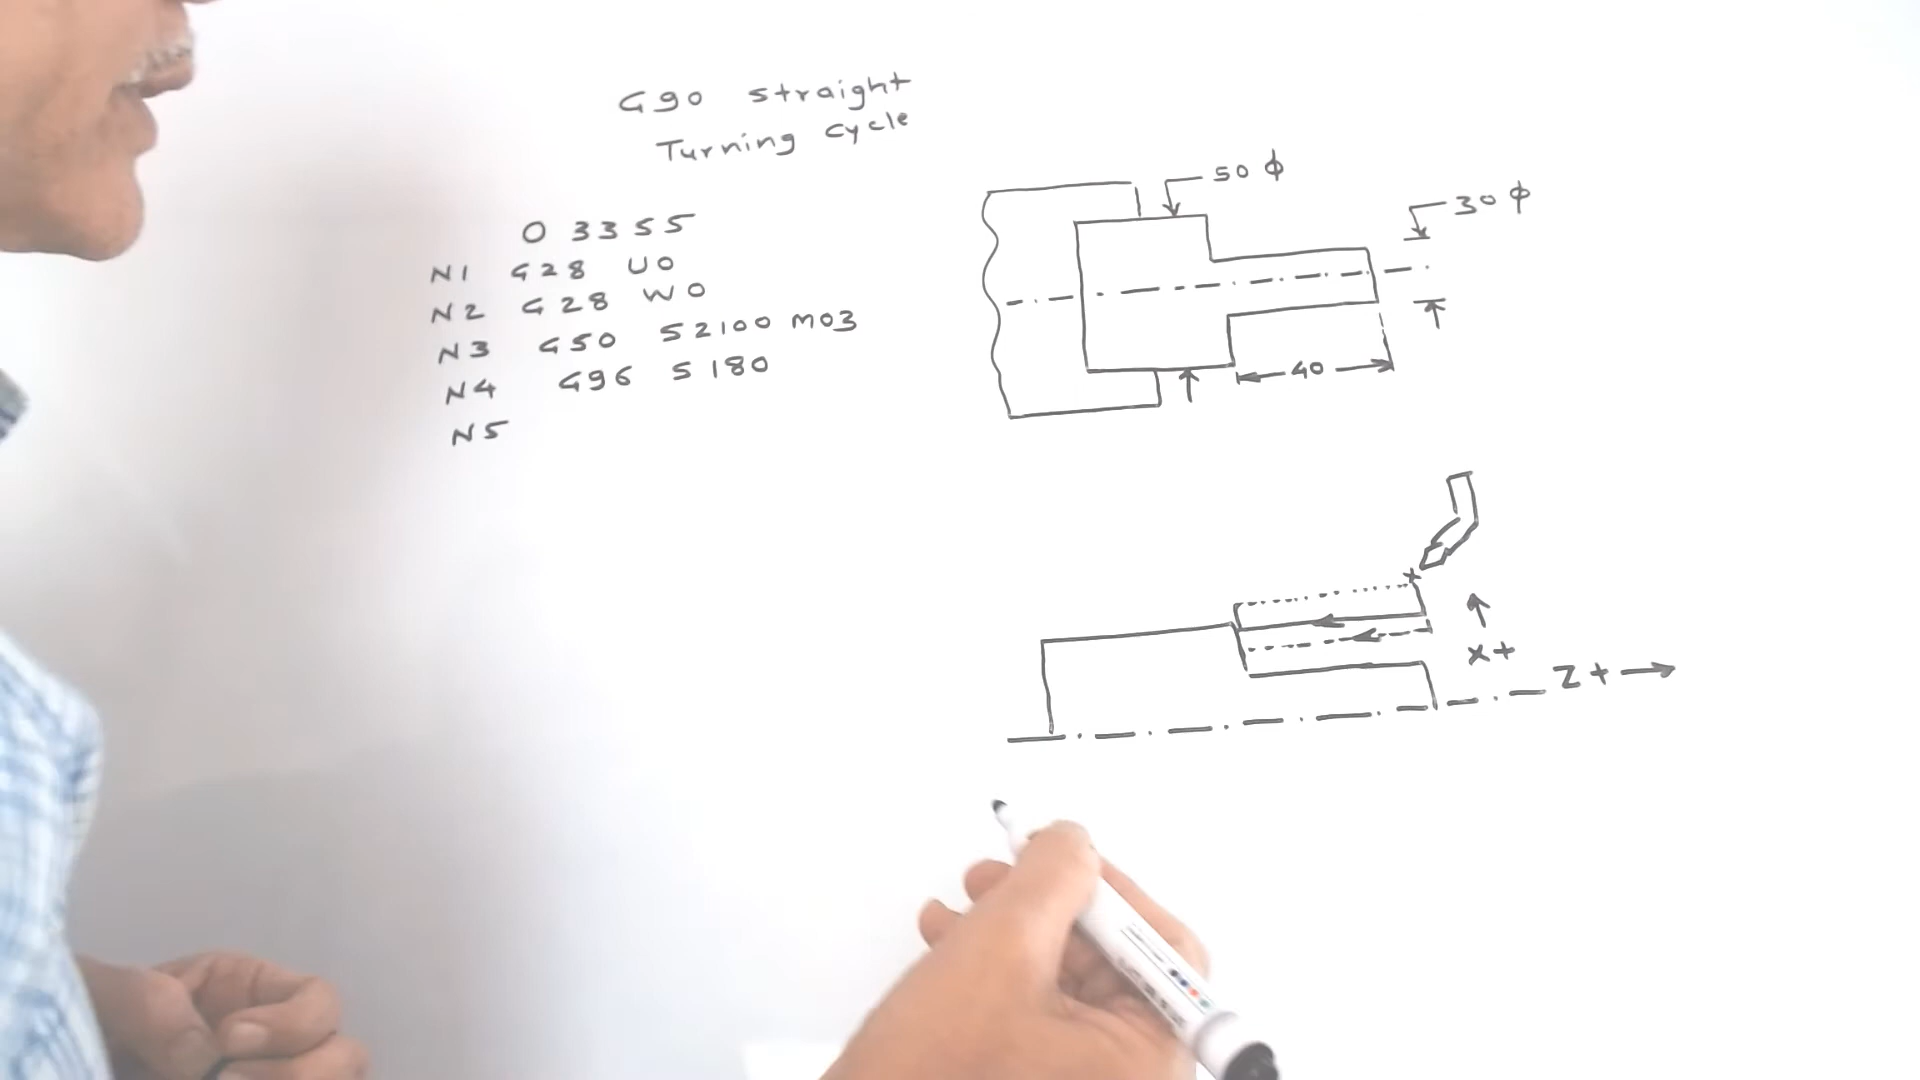 G90 straight
Turning cycle
O 3355
N1 G28 U0
N2 G28 W0
N3 G50 S2100 M03
N4 G96 S180
N5
50 ϕ
30 ϕ
40
X+
Z+